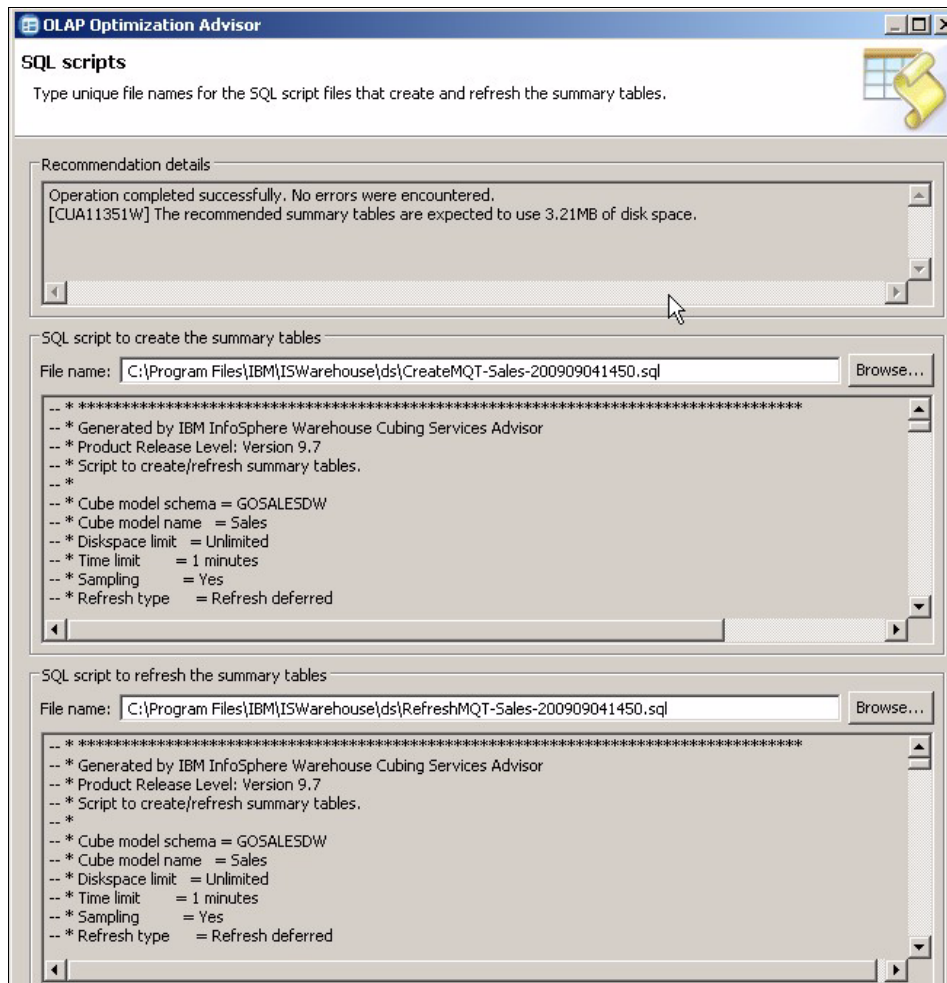 OLAP Optimization Advisor
SQL scripts
Type unique file names for the SQL script files that create and refresh the summary tables.
Recommendation details
Operation completed successfully. No errors were encountered.
[CUA11351W] The recommended summary tables are expected to use 3.21MB of disk space.
SQL script to create the summary tables
File name: C:\Program Files\IBM\ISWarehouse\ds\CreateMQT-Sales-200909041450.sql Browse...
-- * *********************************************************************************
-- * Generated by IBM InfoSphere Warehouse Cubing Services Advisor
-- * Product Release Level: Version 9.7
-- * Script to create/refresh summary tables.
-- *
-- * Cube model schema = GOSALESDW
-- * Cube model name = Sales
-- * Diskspace limit = Unlimited
-- * Time limit = 1 minutes
-- * Sampling = Yes
-- * Refresh type = Refresh deferred
SQL script to refresh the summary tables
File name: C:\Program Files\IBM\ISWarehouse\ds\RefreshMQT-Sales-200909041450.sql Browse...
-- * *********************************************************************************
-- * Generated by IBM InfoSphere Warehouse Cubing Services Advisor
-- * Product Release Level: Version 9.7
-- * Script to create/refresh summary tables.
-- *
-- * Cube model schema = GOSALESDW
-- * Cube model name = Sales
-- * Diskspace limit = Unlimited
-- * Time limit = 1 minutes
-- * Sampling = Yes
-- * Refresh type = Refresh deferred